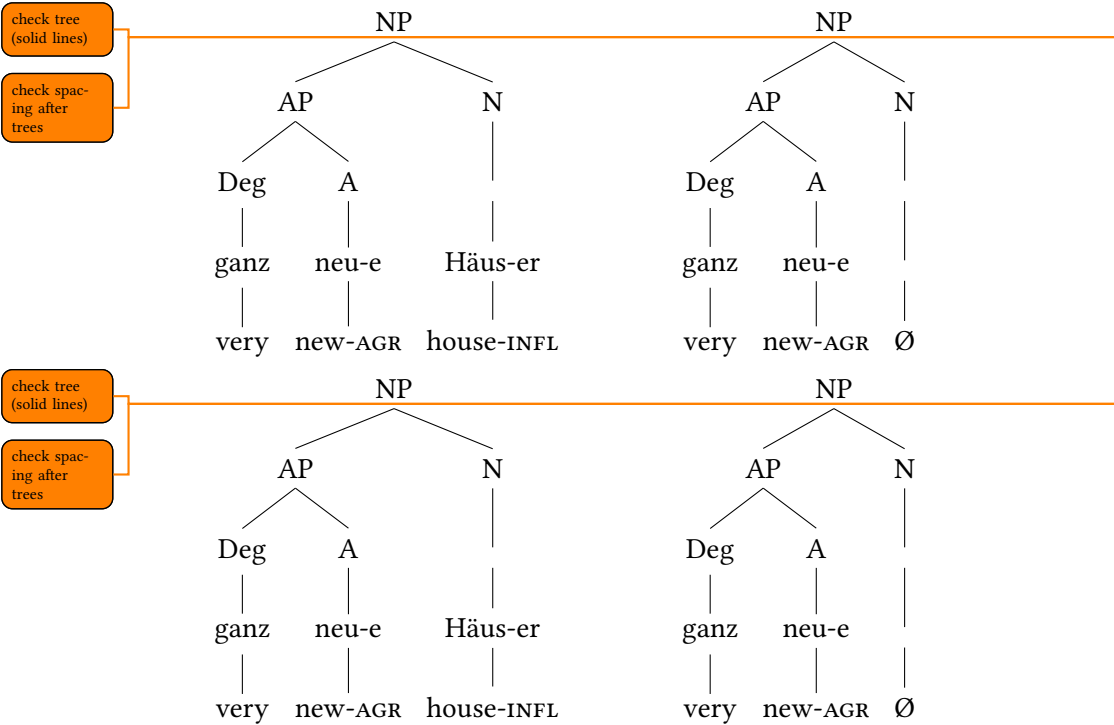 check tree
(solid lines)
check spac-
ing after
trees
NP NP
AP N AP N
Deg A Deg A
ganz neu-e Häus-er ganz neu-e
very new-AGR house-INFL very new-AGR Ø
check tree
(solid lines)
check spac-
ing after
trees
NP NP
AP N AP N
Deg A Deg A
ganz neu-e Häus-er ganz neu-e
very new-AGR house-INFL very new-AGR Ø